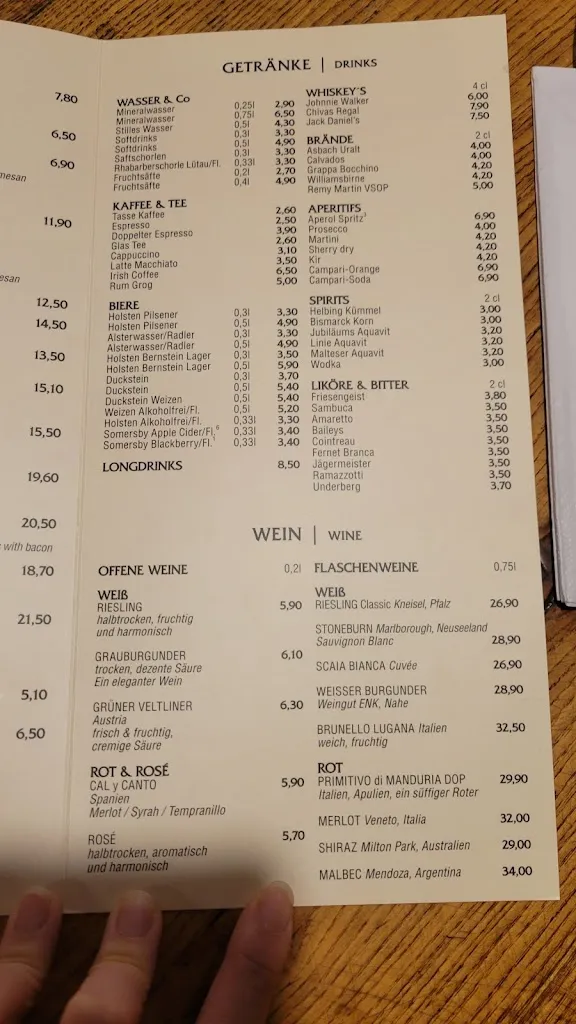 7,80
6,50
6,90
mesan
11,90
esan
12,50
14,50
13,50
15,10
15,50
19,60
20,50
with bacon
18,70
21,50
5,10
6,50
GETRÄNKE | DRINKS
WASSER & Co
Mineralwasser 0,25l 2,90
Mineralwasser 0,75l 6,50
Stilles Wasser 0,5l 4,30
Softdrinks 0,3l 3,30
Softdrinks 0,5l 4,90
Saftschorlen 0,3l 3,30
Rhabarberschorle Lütau/Fl. 0,33l 3,30
Fruchtsäfte 0,2l 2,70
Fruchtsäfte 0,4l 4,90
KAFFEE & TEE
Tasse Kaffee 2,60
Espresso 2,50
Doppelter Espresso 3,90
Glas Tee 2,60
Cappuccino 3,10
Latte Macchiato 3,50
Irish Coffee 6,50
Rum Grog 5,00
BIERE
Holsten Pilsener 0,3l 3,30
Holsten Pilsener 0,5l 4,90
Alsterwasser/Radler 0,3l 3,30
Alsterwasser/Radler 0,5l 4,90
Holsten Bernstein Lager 0,3l 3,50
Holsten Bernstein Lager 0,5l 5,90
Duckstein 0,3l 3,70
Duckstein 0,5l 5,40
Duckstein Weizen 0,5l 5,40
Weizen Alkoholfrei/Fl. 0,5l 5,20
Holsten Alkoholfrei/Fl. 0,33l 3,40
Somersby Apple Cider/Fl.⁶ 0,33l 3,40
Somersby Blackberry/Fl.¹ 0,33l 3,40
LONGDRINKS 8,50
WHISKEY'S 4 cl
Johnnie Walker 6,00
Chivas Regal 7,90
Jack Daniel's 7,50
BRÄNDE 2 cl
Asbach Uralt 4,00
Calvados 4,00
Grappa Bocchino 4,20
Williamsbirne 4,20
Remy Martin VSOP 5,00
APERITIFS
Aperol Spritz³ 6,90
Prosecco 4,00
Martini 4,20
Sherry dry 4,20
Kir 4,20
Campari-Orange 6,90
Campari-Soda 6,90
SPIRITS 2 cl
Helbing Kümmel 3,00
Bismarck Korn 3,00
Jubiläums Aquavit 3,20
Linie Aquavit 3,20
Malteser Aquavit 3,20
Wodka 3,00
LIKÖRE & BITTER 2 cl
Friesengeist 3,80
Sambuca 3,50
Amaretto 3,50
Baileys 3,50
Cointreau 3,50
Fernet Branca 3,50
Jägermeister 3,50
Ramazzotti 3,50
Underberg 3,70
WEIN | WINE
OFFENE WEINE 0,2l
WEIß
RIESLING 5,90
halbtrocken, fruchtig
und harmonisch
GRAUBURGUNDER 6,10
trocken, dezente Säure
Ein eleganter Wein
GRÜNER VELTLINER 6,30
Austria
frisch & fruchtig,
cremige Säure
ROT & ROSÉ
CAL y CANTO 5,90
Spanien
Merlot / Syrah / Tempranillo
ROSÉ 5,70
halbtrocken, aromatisch
und harmonisch
FLASCHENWEINE 0,75l
WEIß
RIESLING Classic Kneisel, Pfalz 26,90
STONEBURN Marlborough, Neuseeland
Sauvignon Blanc 28,90
SCAIA BIANCA Cuvée 26,90
WEISSER BURGUNDER 28,90
Weingut ENK, Nahe
BRUNELLO LUGANA Italien 32,50
weich, fruchtig
ROT
PRIMITIVO di MANDURIA DOP 29,90
Italien, Apulien, ein süffiger Roter
MERLOT Veneto, Italia 32,00
SHIRAZ Milton Park, Australien 29,00
MALBEC Mendoza, Argentina 34,00